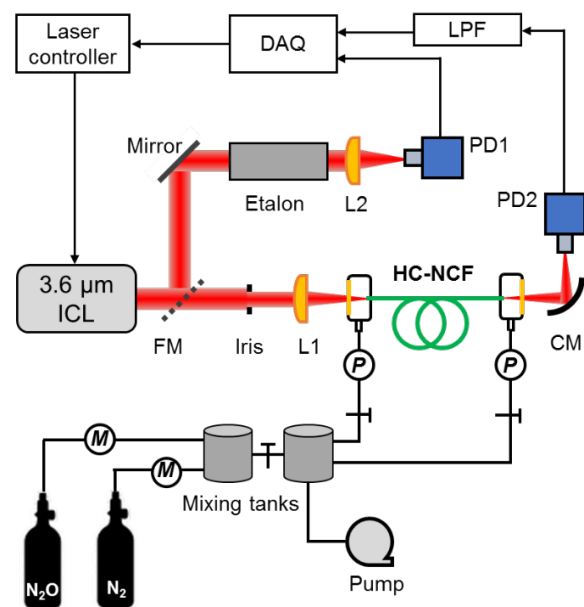 Laser
controller
DAQ
LPF
Mirror
PD1
Etalon
L2
PD2
3.6 µm
ICL
HC-NCF
FM
Iris
L1
CM
P
P
M
M
Mixing tanks
N₂O
N₂
Pump